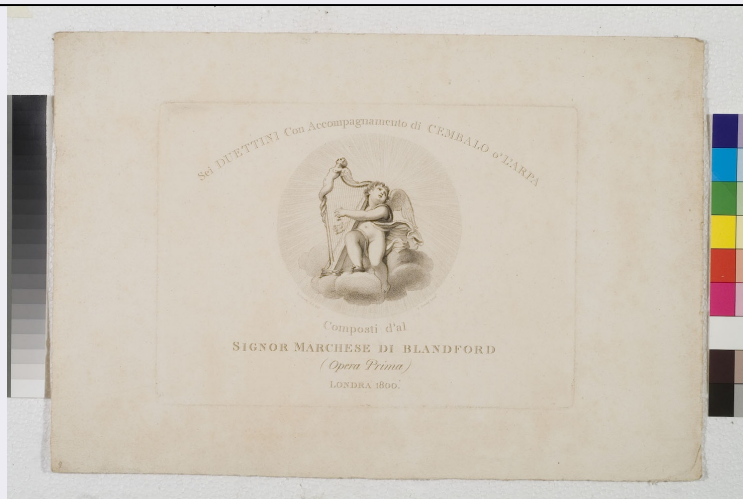 Sei DUETTINI Con Accompagnamento di CEMBALO o'L'ARPA
Composti d'al
SIGNOR MARCHESE DI BLANDFORD
(Opera Prima)
LONDRA 1800.